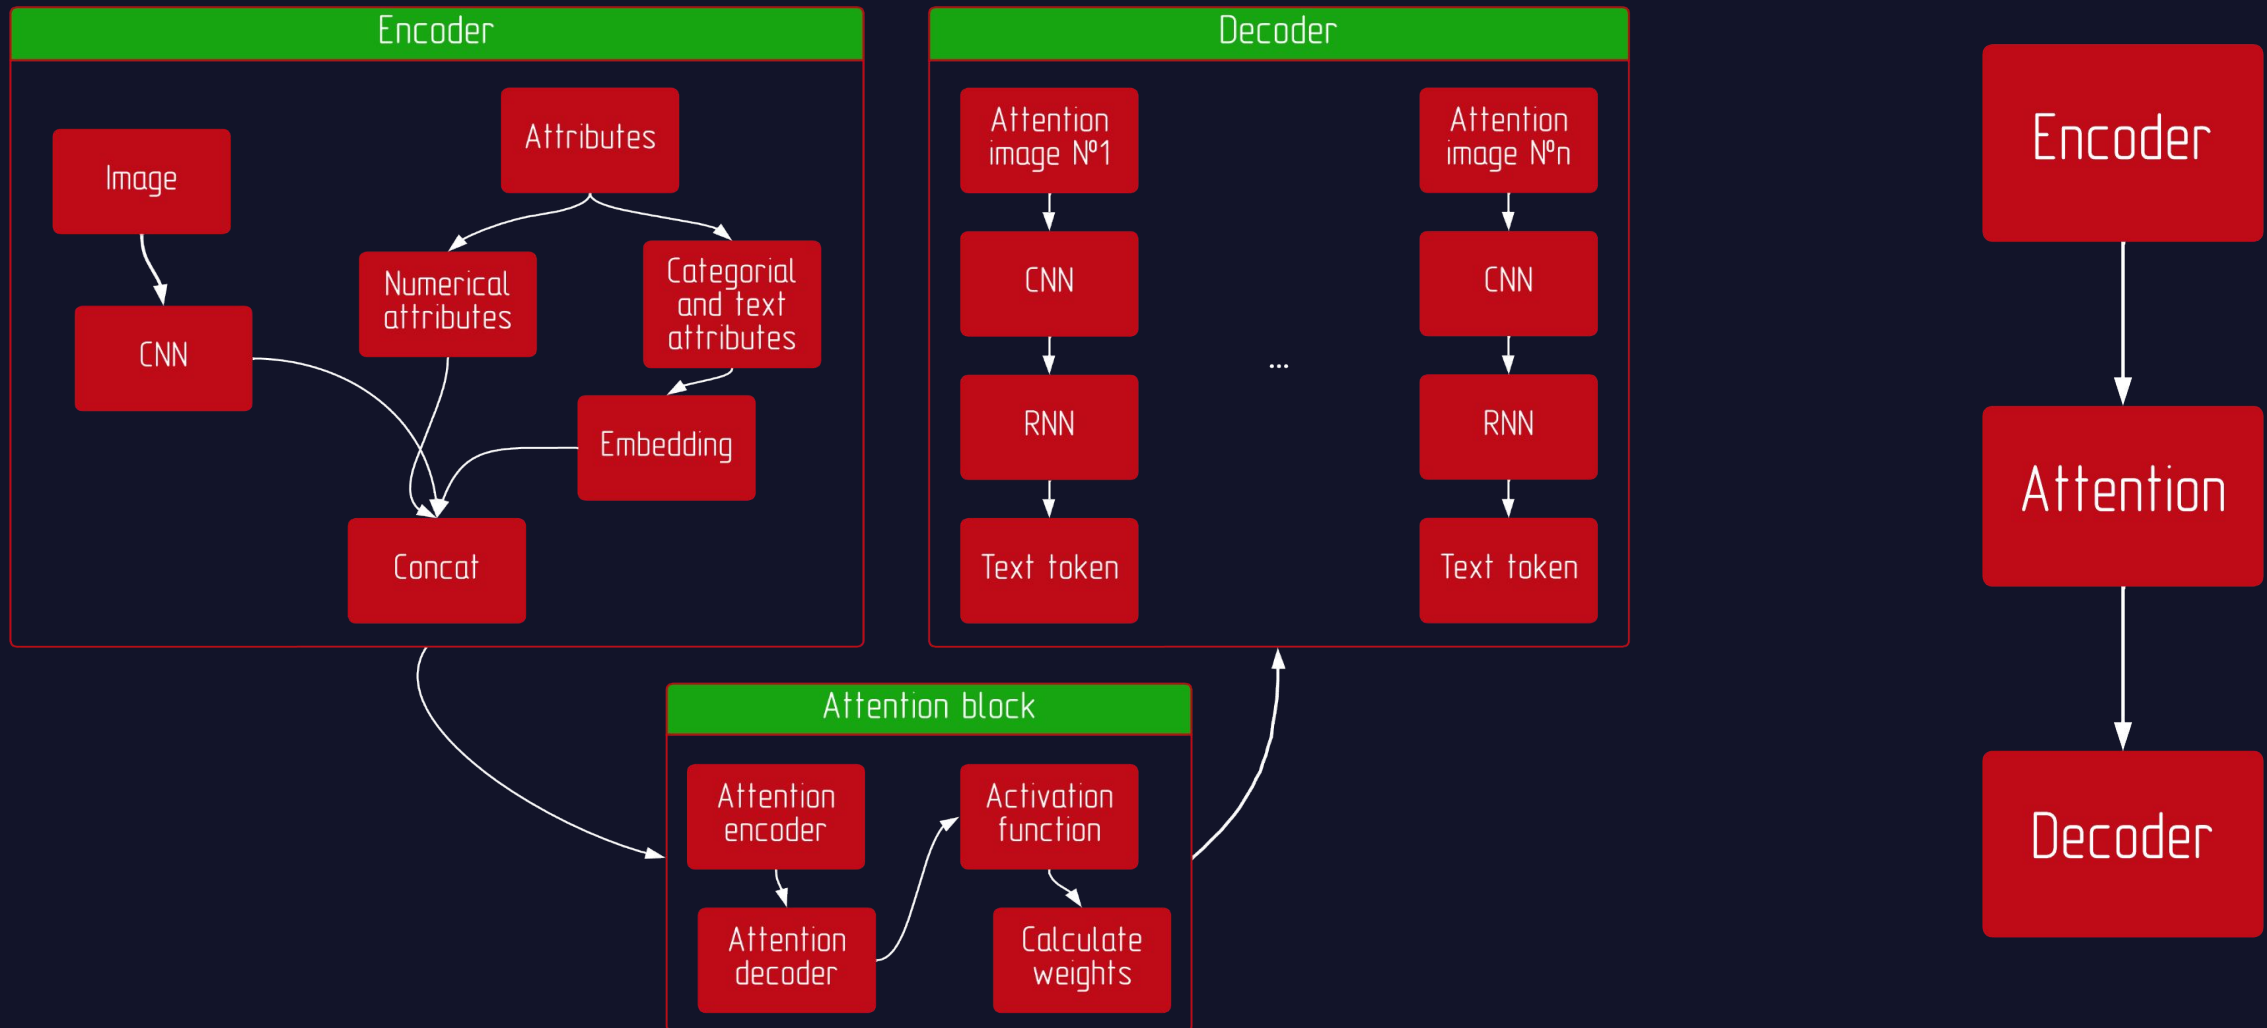 Encoder
Image
CNN
Attributes
Numerical
attributes
Categorial
and text
attributes
Embedding
Concat
Decoder
Attention
image Nº1
CNN
RNN
Text token
...
Attention
image Nºn
CNN
RNN
Text token
Attention block
Attention
encoder
Attention
decoder
Activation
function
Calculate
weights
Encoder
Attention
Decoder